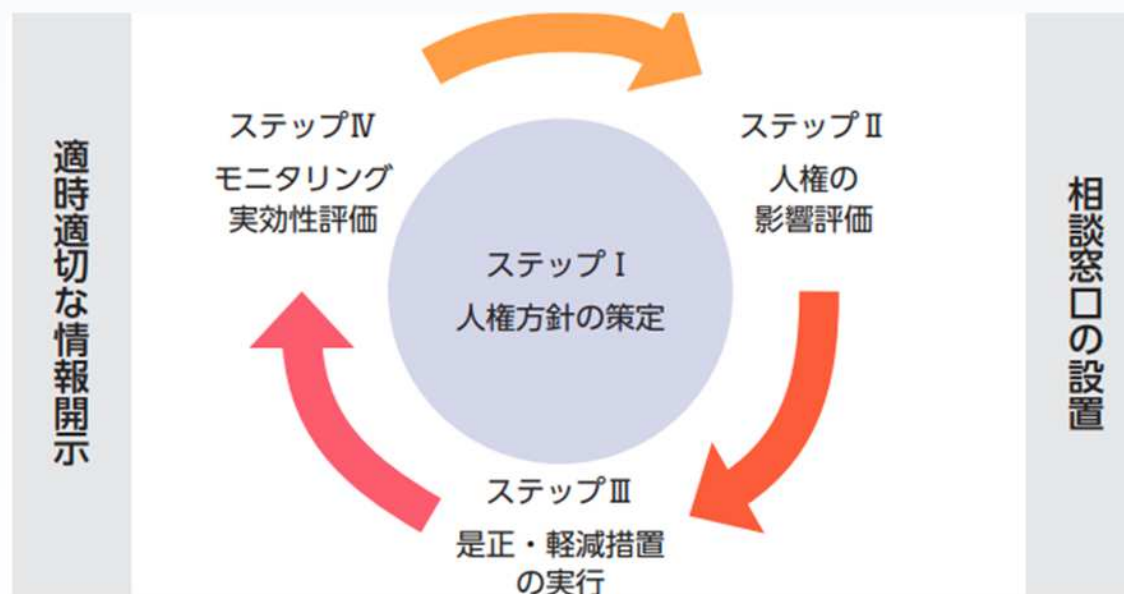 適時適切な情報開示
ステップⅣ
モニタリング
実効性評価
ステップⅠ
人権方針の策定
ステップⅡ
人権の
影響評価
ステップⅢ
是正・軽減措置
の実行
相談窓口の設置